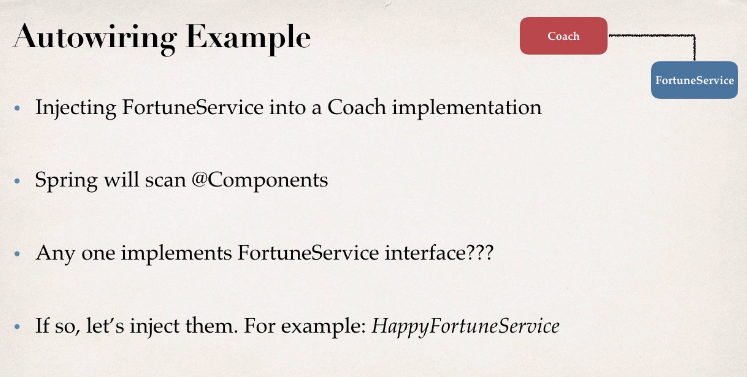 Autowiring Example
Coach
FortuneService
• Injecting FortuneService into a Coach implementation
• Spring will scan @Components
• Any one implements FortuneService interface???
• If so, let’s inject them. For example: HappyFortuneService